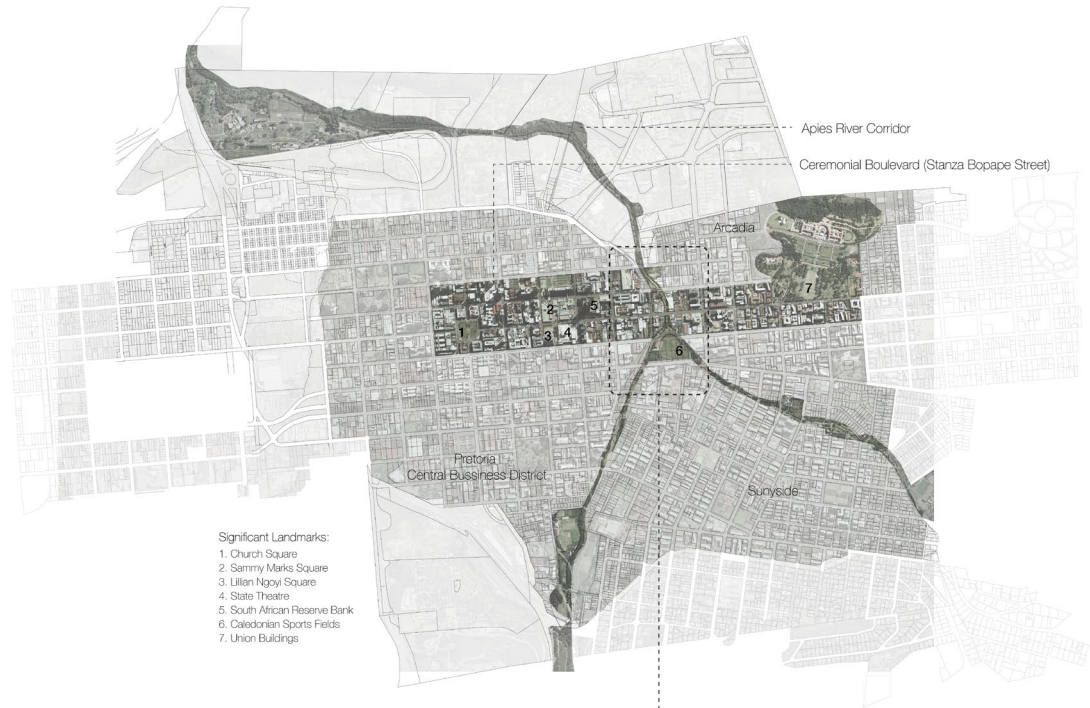 Apies River Corridor
Ceremonial Boulevard (Stanza Bopape Street)
Arcadia
7
5
2
1
3
4
6
Pretoria
Central Bussiness District
Sunyside
Significant Landmarks:
1. Church Square
2. Sammy Marks Square
3. Lillian Ngoyi Square
4. State Theatre
5. South African Reserve Bank
6. Caledonian Sports Fields
7. Union Buildings